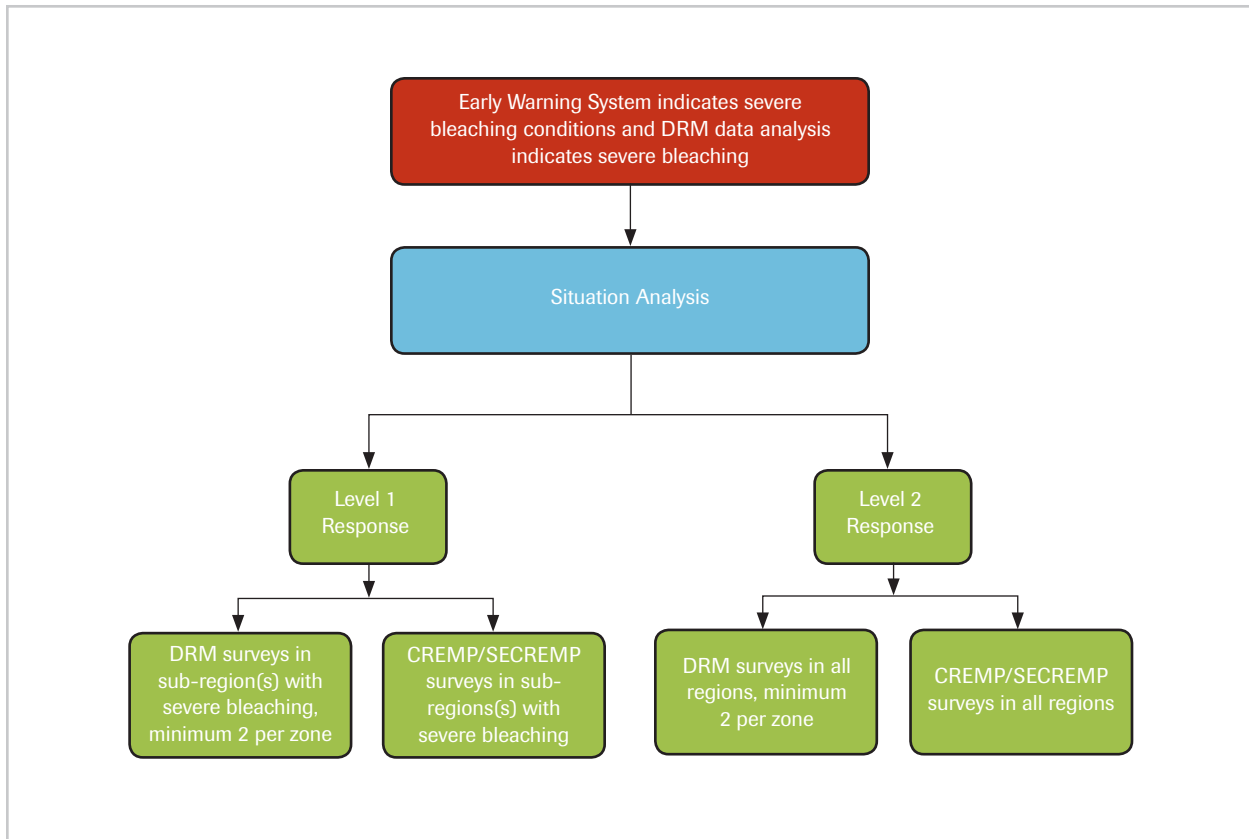 Early Warning System indicates severe
bleaching conditions and DRM data analysis
indicates severe bleaching
Situation Analysis
Level 1
Response
Level 2
Response
DRM surveys in
sub-region(s) with
severe bleaching,
minimum 2 per zone
CREMP/SECREMP
surveys in sub-
regions(s) with
severe bleaching
DRM surveys in all
regions, minimum
2 per zone
CREMP/SECREMP
surveys in all regions